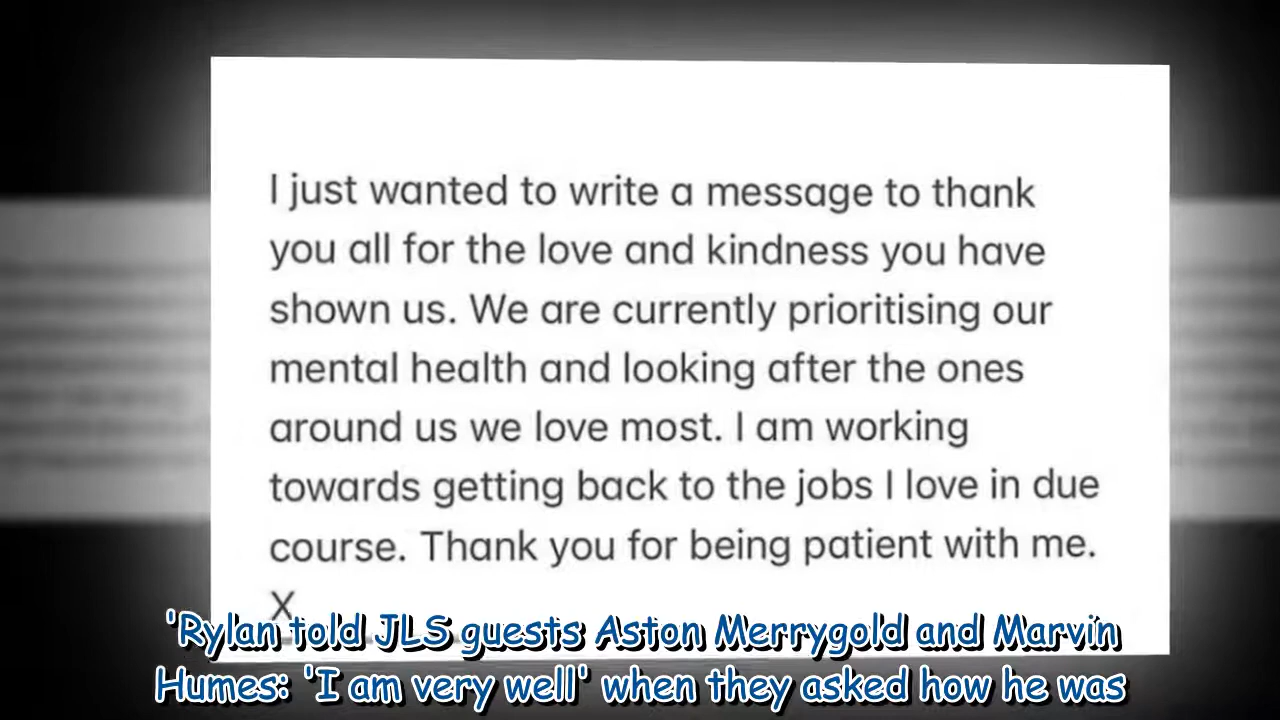 I just wanted to write a message to thank
you all for the love and kindness you have
shown us. We are currently prioritising our
mental health and looking after the ones
around us we love most. I am working
towards getting back to the jobs I love in due
course. Thank you for being patient with me.
X
'Rylan told JLS guests Aston Merrygold and Marvin
Humes: 'I am very well' when they asked how he was